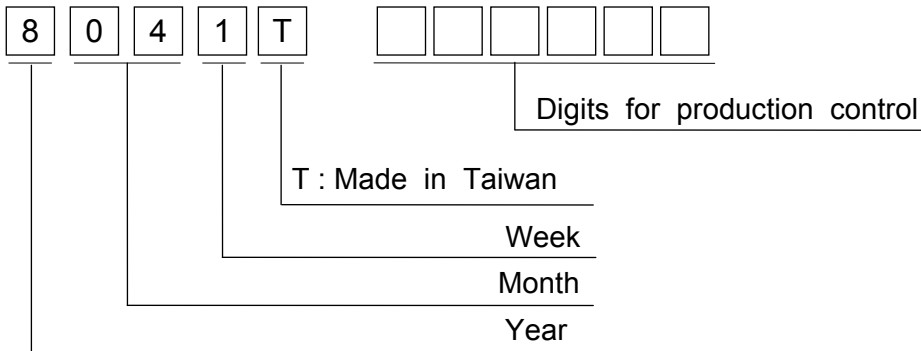 8 0 4 1 T
Digits for production control
T : Made in Taiwan
Week
Month
Year